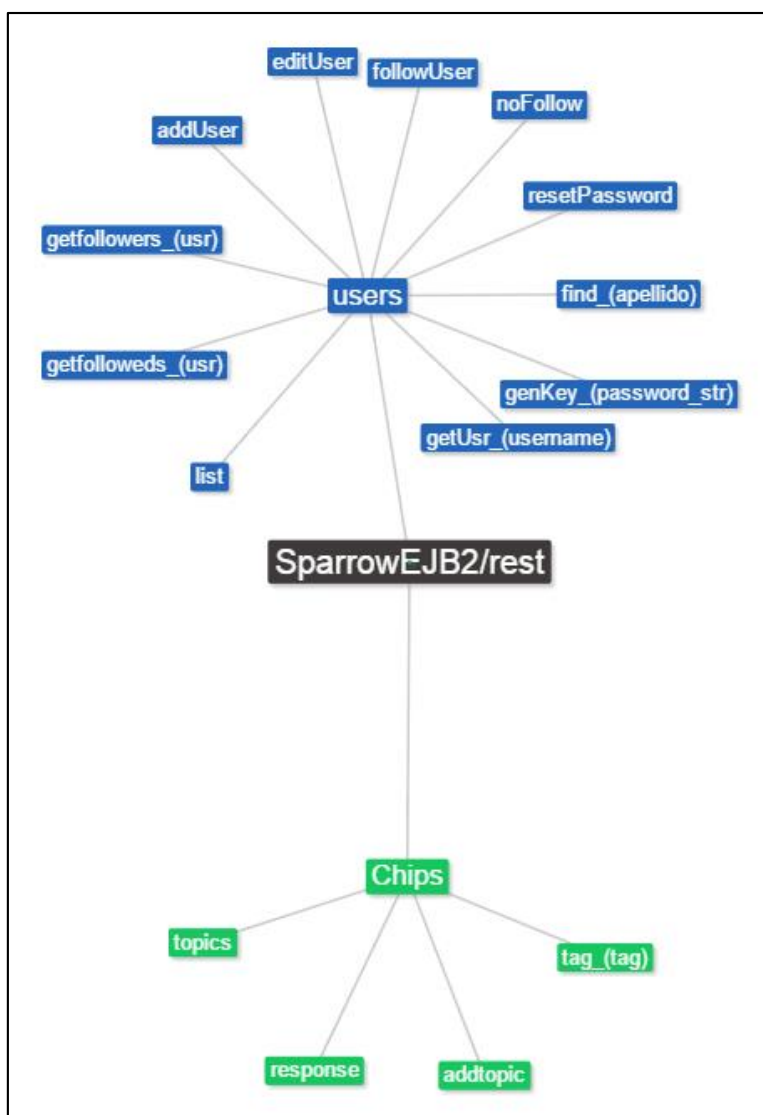 editUser
followUser
noFollow
addUser
resetPassword
getfollowers_(usr)
users
find_(apellido)
getfolloweds_(usr)
genKey_(password_str)
getUsr_(username)
list
SparrowEJB2/rest
Chips
topics
tag_(tag)
response
addtopic